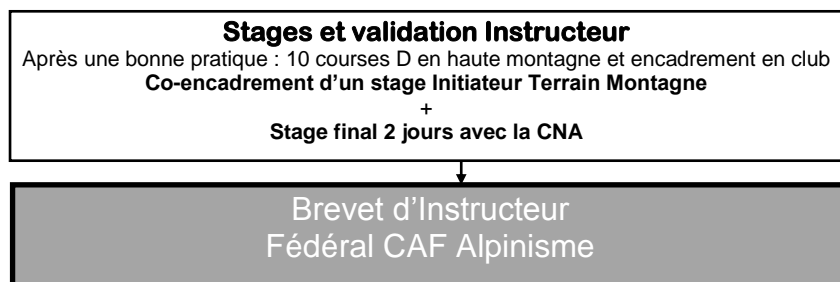 Stages et validation Instructeur
Après une bonne pratique : 10 courses D en haute montagne et encadrement en club
Co-encadrement d'un stage Initiateur Terrain Montagne
+
Stage final 2 jours avec la CNA
Brevet d'Instructeur
Fédéral CAF Alpinisme